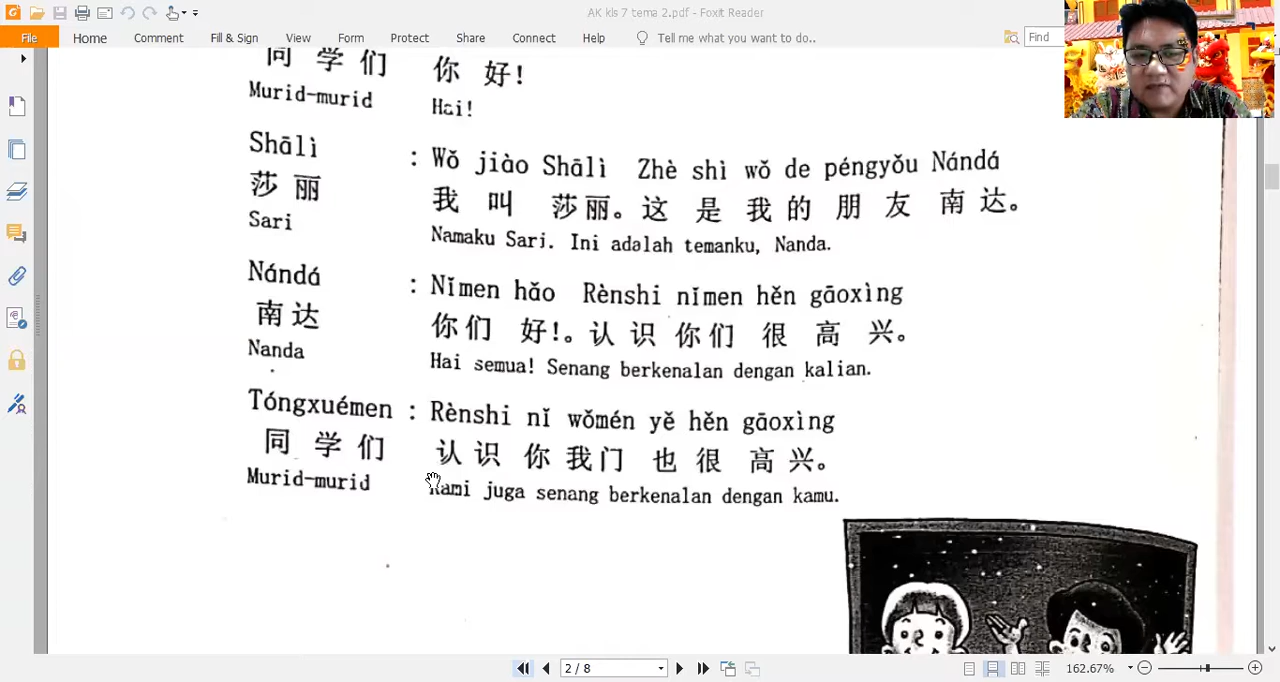 AK kls 7 tema 2.pdf - Foxit Reader
File Home Comment Fill & Sign View Form Protect Share Connect Help Tell me what you want to do.. Find
同 学 们 你 好!
Murid-murid Hai!
Shālì : Wǒ jiào Shālì Zhè shì wǒ de péngyǒu Nándá
莎 丽 我 叫 莎丽。这 是 我 的 朋 友 南 达。
Sari Namaku Sari. Ini adalah temanku, Nanda.
Nándá : Nǐmen hǎo Rènshi nǐmen hěn gāoxìng
南 达 你们 好!。认 识 你们 很 高 兴。
Nanda Hai semua! Senang berkenalan dengan kalian.
Tóngxuémen : Rènshi nǐ wǒmén yě hěn gāoxìng
同 学 们 认 识 你 我门 也 很 高 兴。
Murid-murid Kami juga senang berkenalan dengan kamu.
2 / 8 162.67%